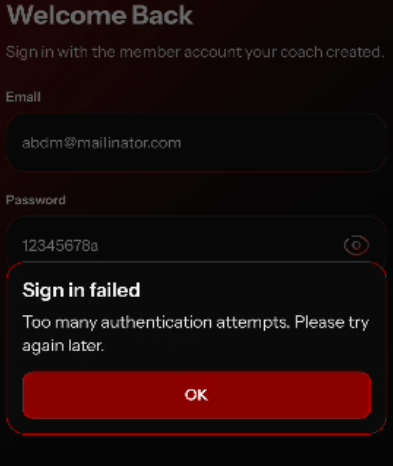 Welcome Back
Sign in with the member account your coach created.
Email
abdm@mailinator.com
Password
12345678a
Sign in failed
Too many authentication attempts. Please try
again later.
OK